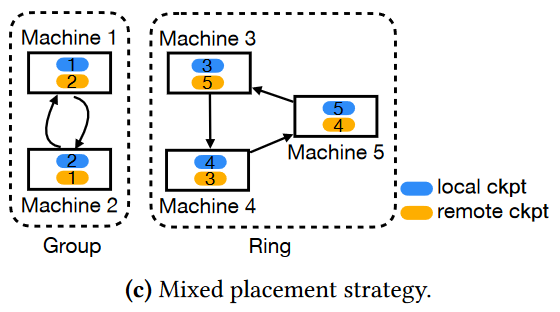 Machine 1
1
2
2
1
Machine 2
Group
Machine 3
3
5
5
4
Machine 5
4
3
Machine 4
Ring
local ckpt
remote ckpt
(c) Mixed placement strategy.